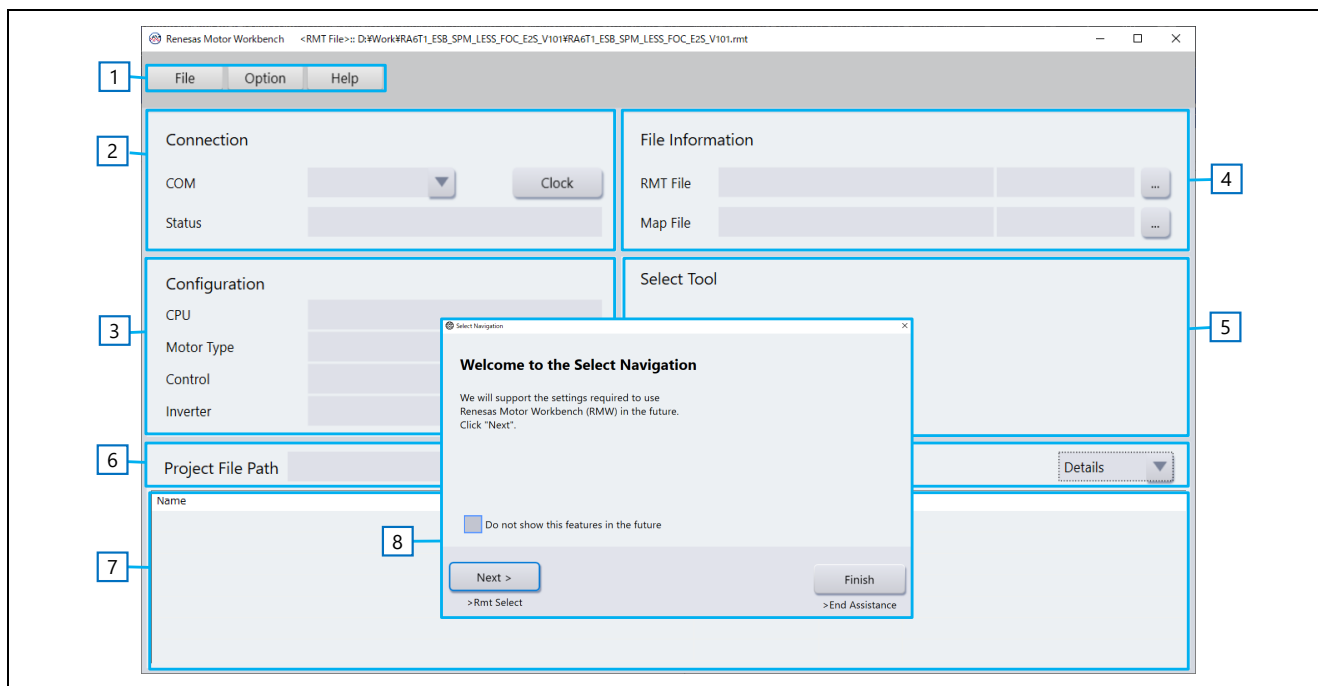 Renesas Motor Workbench <RMT File>:: D:¥Work¥RA6T1_ESB_SPM_LESS_FOC_E2S_V101¥RA6T1_ESB_SPM_LESS_FOC_E2S_V101.rmt
1
File Option Help
2
Connection
COM
Clock
Status
File Information
RMT File
...
Map File
...
4
3
Configuration
CPU
Motor Type
Control
Inverter
Select Tool
5
6
Project File Path
Details
7
Name
8
Select Navigation
Welcome to the Select Navigation
We will support the settings required to use
Renesas Motor Workbench (RMW) in the future.
Click "Next".
Do not show this features in the future
Next >
>Rmt Select
Finish
>End Assistance